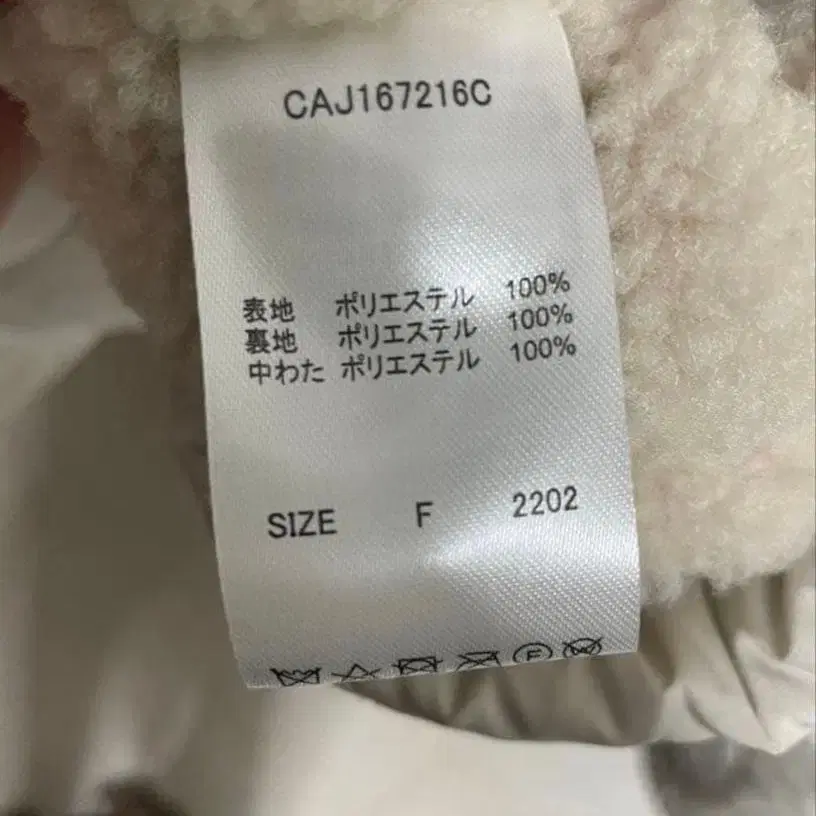 CAJ167216C
表地 ポリエステル 100%
裏地 ポリエステル 100%
中わた ポリエステル 100%
SIZE F 2202